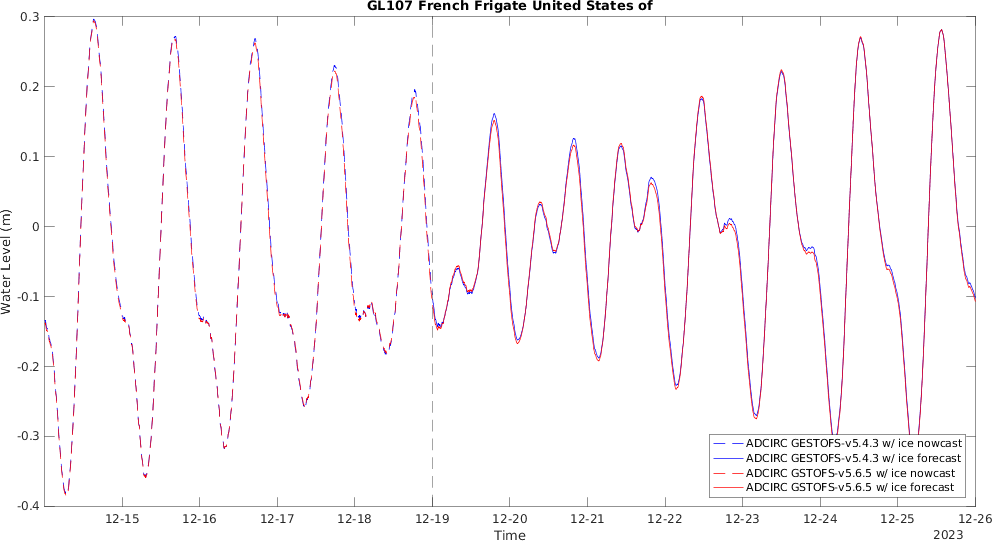 GL107 French Frigate United States of
0.3
0.2
0.1
0
-0.1
-0.2
-0.3
-0.4
Water Level (m)
ADCIRC GESTOFS-v5.4.3 w/ ice nowcast
ADCIRC GESTOFS-v5.4.3 w/ ice forecast
ADCIRC GSTOFS-v5.6.5 w/ ice nowcast
ADCIRC GSTOFS-v5.6.5 w/ ice forecast
12-15 12-16 12-17 12-18 12-19 12-20 12-21 12-22 12-23 12-24 12-25 12-26
Time
2023